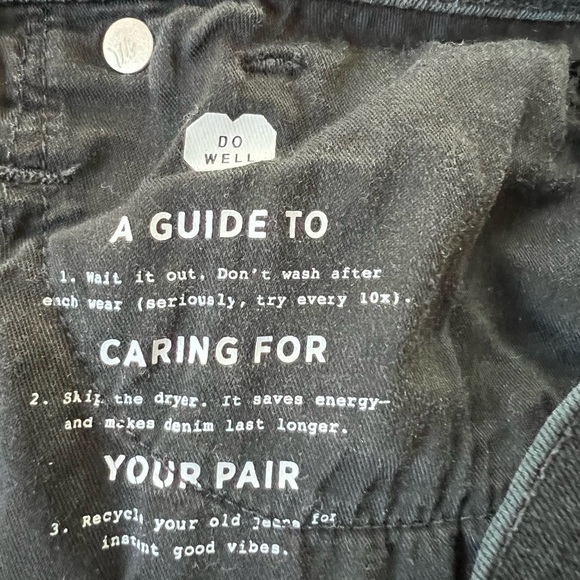 DO
WELL
A GUIDE TO
1. Wait it out. Don't wash after
each wear (seriously, try every 10x).
CARING FOR
2. Skip the dryer. It saves energy—
and makes denim last longer.
YOUR PAIR
3. Recycle your old jeans for
instant good vibes.